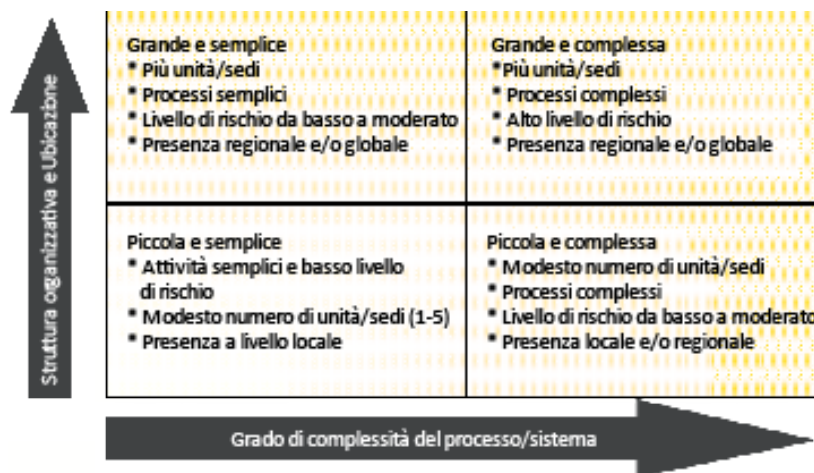 Struttura organizzativa e Ubicazione
Grande e semplice
* Più unità/sedi
* Processi semplici
* Livello di rischio da basso a moderato
* Presenza regionale e/o globale
Grande e complessa
*Più unità/sedi
* Processi complessi
* Alto livello di rischio
* Presenza regionale e/o globale
Piccola e semplice
* Attività semplici e basso livello
di rischio
* Modesto numero di unità/sedi (1-5)
* Presenza a livello locale
Piccola e complessa
* Modesto numero di unità/sedi
* Processi complessi
* Livello di rischio da basso a moderato
* Presenza locale e/o regionale
Grado di complessità del processo/sistema